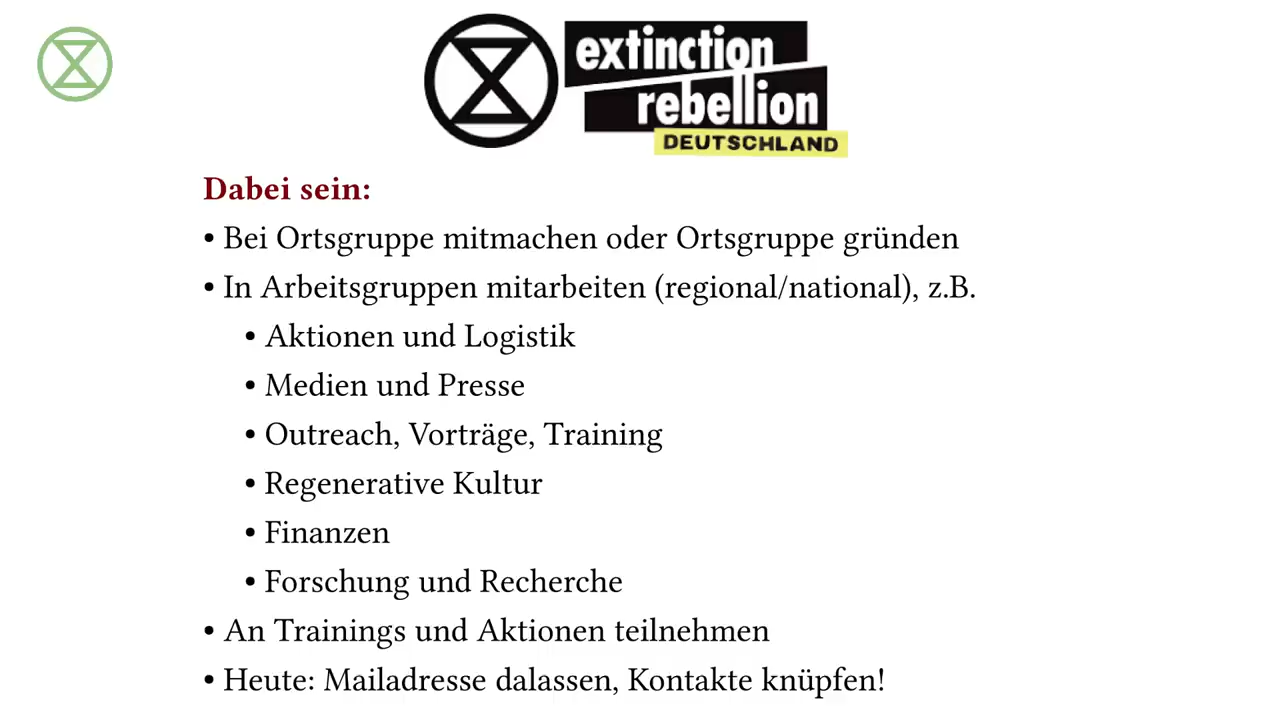 extinction
rebellion
DEUTSCHLAND
Dabei sein:
• Bei Ortsgruppe mitmachen oder Ortsgruppe gründen
• In Arbeitsgruppen mitarbeiten (regional/national), z.B.
• Aktionen und Logistik
• Medien und Presse
• Outreach, Vorträge, Training
• Regenerative Kultur
• Finanzen
• Forschung und Recherche
• An Trainings und Aktionen teilnehmen
• Heute: Mailadresse dalassen, Kontakte knüpfen!